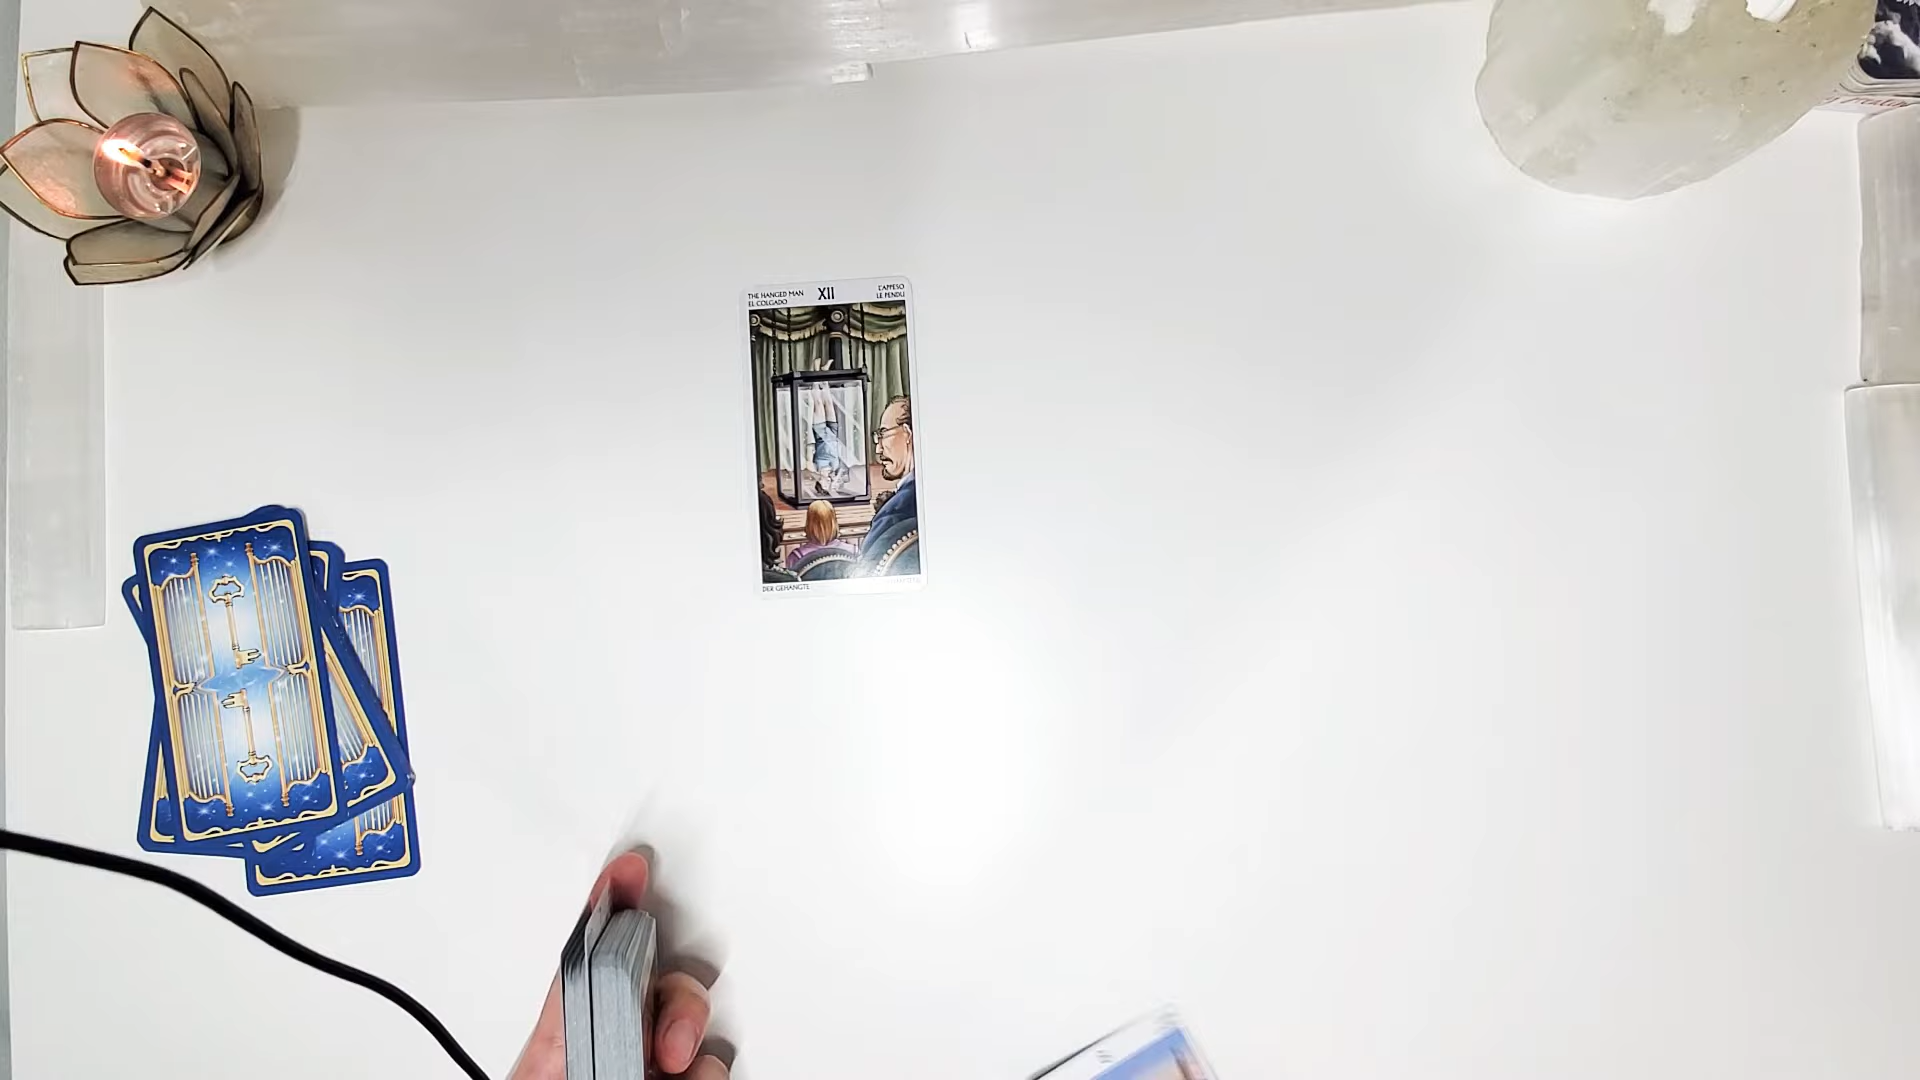 THE HANGED MAN
EL COLGADO
XII
L'APPESO
LE PENDU
DER GEHÄNGTE